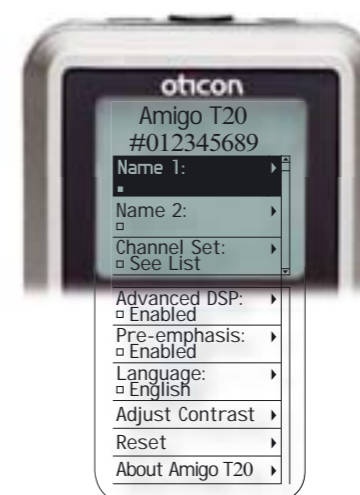 oticon
Amigo T20
#012345689
Name 1:
Name 2:
Channel Set:
See List
Advanced DSP:
Enabled
Pre-emphasis:
Enabled
Language:
English
Adjust Contrast
Reset
About Amigo T20